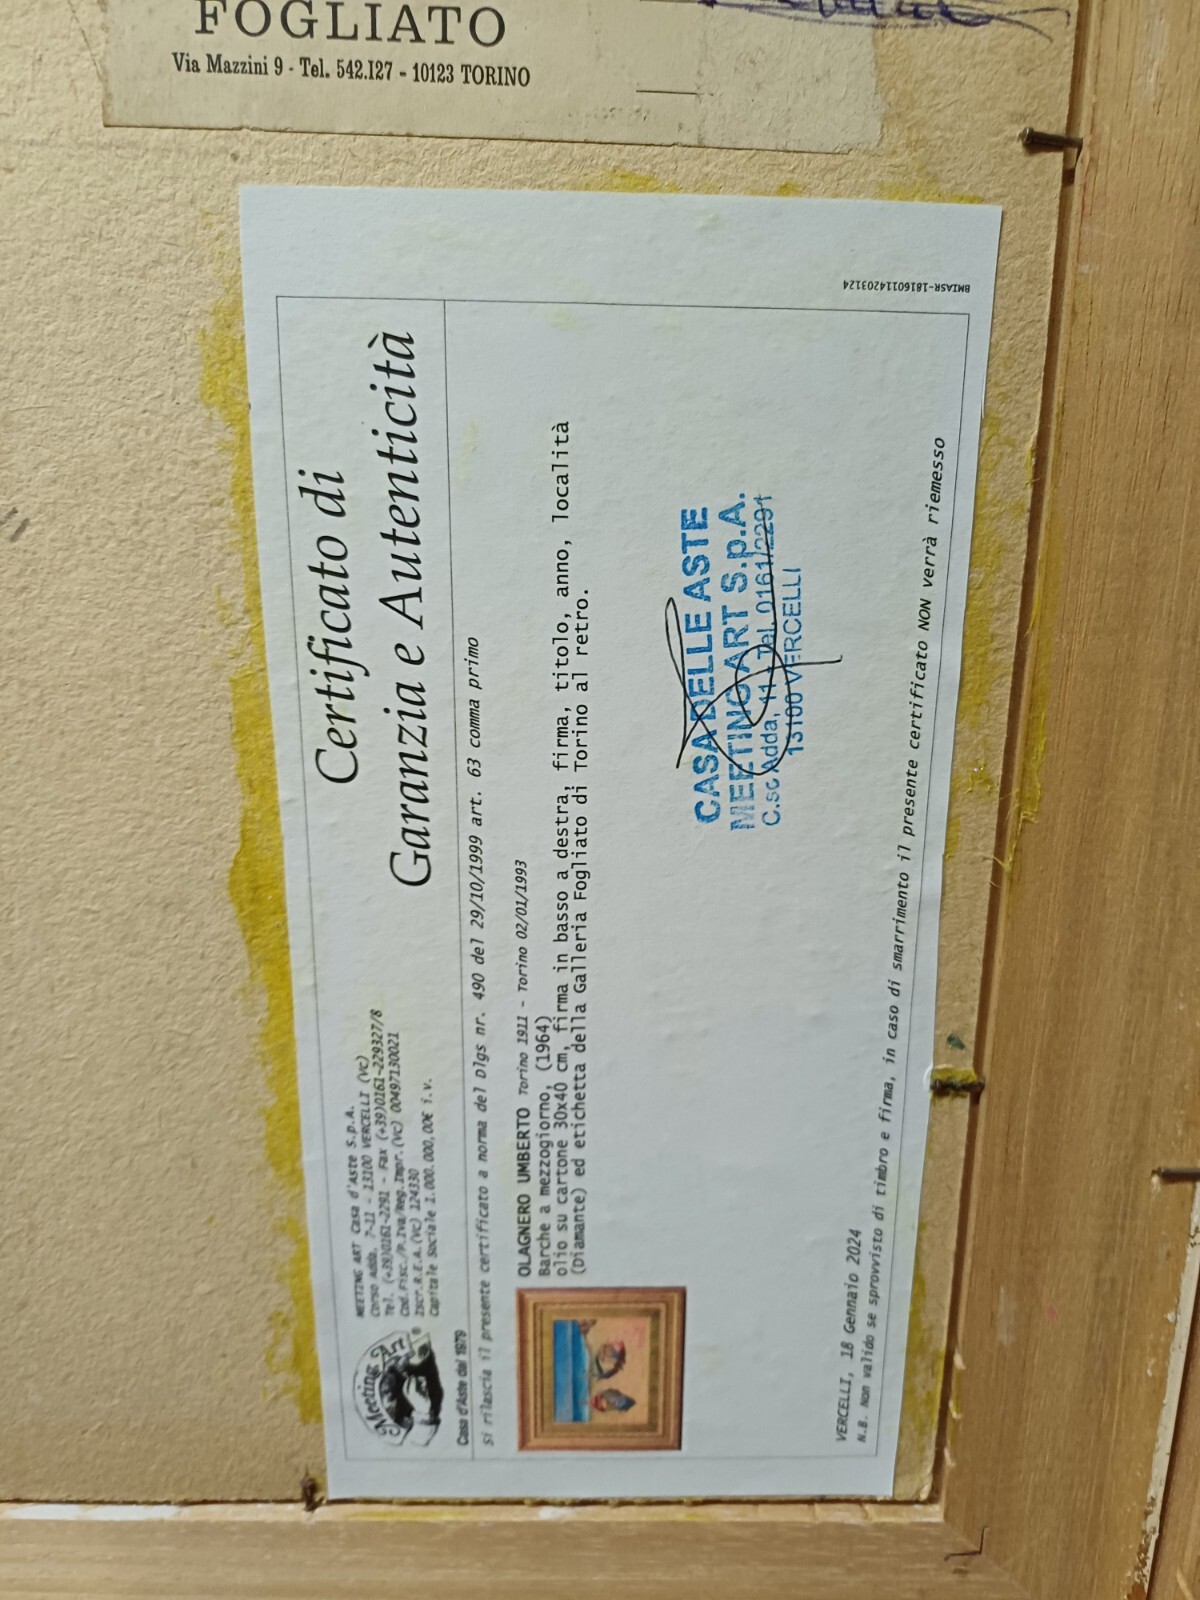 FOGLIATO
Via Mazzini 9 - Tel. 542.127 - 10123 TORINO
BMIASR-18160114203124
Meeting Art
Casa d'Aste dal 1979
MEETING ART Casa d'Aste S.p.A.
Corso Adda, 7-11 - 13100 VERCELLI (VC)
Tel. (+39)0161-2291 - Fax (+39)0161-229327/8
Cod.Fisc./P.Iva/Reg.Impr.(VC) 00497130021
Iscr.R.E.A.(VC) 124330
Capitale Sociale 1.000.000,00€ i.v.
Certificato di
Garanzia e Autenticità
si rilascia il presente certificato a norma del Dlgs nr. 490 del 29/10/1999 art. 63 comma primo
OLAGNERO UMBERTO Torino 1911 - Torino 02/01/1993
Barche a mezzogiorno, (1964)
olio su cartone 30x40 cm, firma in basso a destra, firma, titolo, anno, località
(Diamante) ed etichetta della Galleria Fogliato di Torino al retro.
CASA DELLE ASTE
MEETING ART S.p.A.
C.so Adda, 11 - Tel. 0161/2291
13100 VERCELLI
VERCELLI, 18 Gennaio 2024
N.B. Non valido se sprovvisto di timbro e firma, in caso di smarrimento il presente certificato NON verrà riemesso